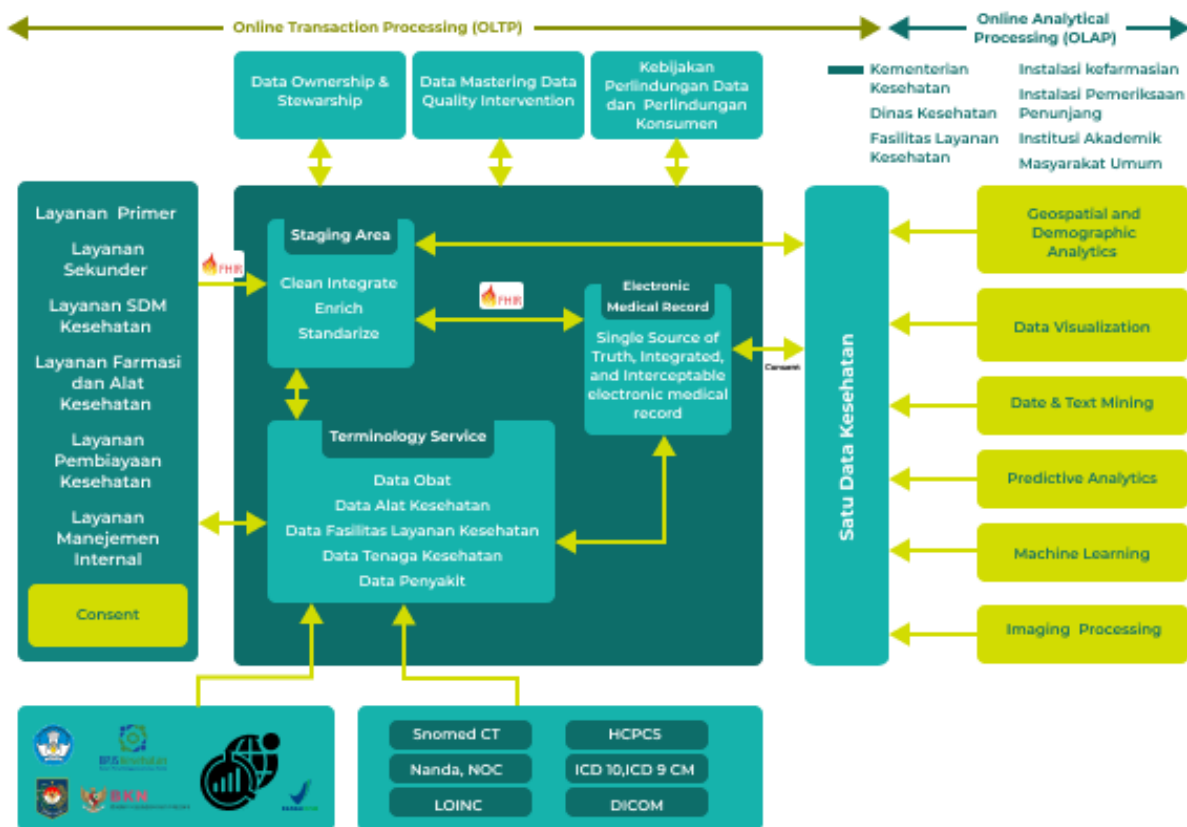 Online Transaction Processing (OLTP)
Online Analytical
Processing (OLAP)
Data Ownership &
Stewarship
Data Mastering Data
Quality Intervention
Kebijakan
Perlindungan Data
dan Perlindungan
Konsumen
Kementerian
Kesehatan
Dinas Kesehatan
Fasilitas Layanan
Kesehatan
Instalasi kefarmasian
Instalasi Pemeriksaan
Penunjang
Institusi Akademik
Masyarakat Umum
Layanan Primer
Layanan
Sekunder
Layanan SDM
Kesehatan
Layanan Farmasi
dan Alat
Kesehatan
Layanan
Pembiayaan
Kesehatan
Layanan
Manejemen
Internal
Consent
FHIR
Staging Area
Clean Integrate
Enrich
Standarize
FHIR
Electronic
Medical Record
Single Source of
Truth, Integrated,
and Interceptable
electronic medical
record
Consent
Terminology Service
Data Obat
Data Alat Kesehatan
Data Fasilitas Layanan Kesehatan
Data Tenaga Kesehatan
Data Penyakit
Satu Data Kesehatan
Geospatial and
Demographic
Analytics
Data Visualization
Date & Text Mining
Predictive Analytics
Machine Learning
Imaging Processing
BPJS Kesehatan
BKN
Snomed CT
HCPCS
Nanda, NOC
ICD 10,ICD 9 CM
LOINC
DICOM